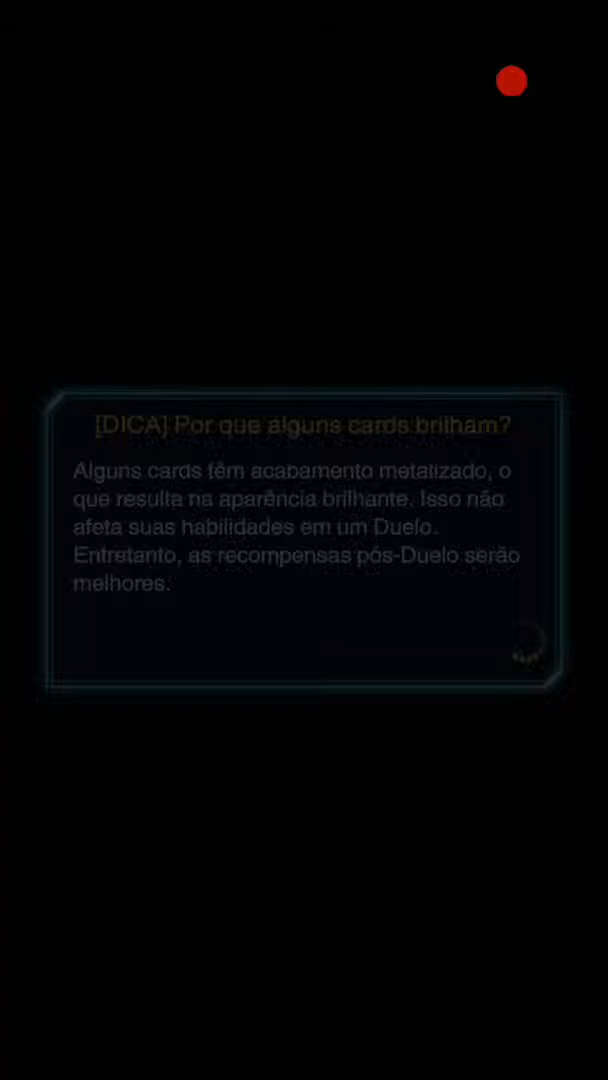 [DICA] Por que alguns cards brilham?
Alguns cards têm acabamento metalizado, o
que resulta na aparência brilhante. Isso não
afeta suas habilidades em um Duelo.
Entretanto, as recompensas pós-Duelo serão
melhores.